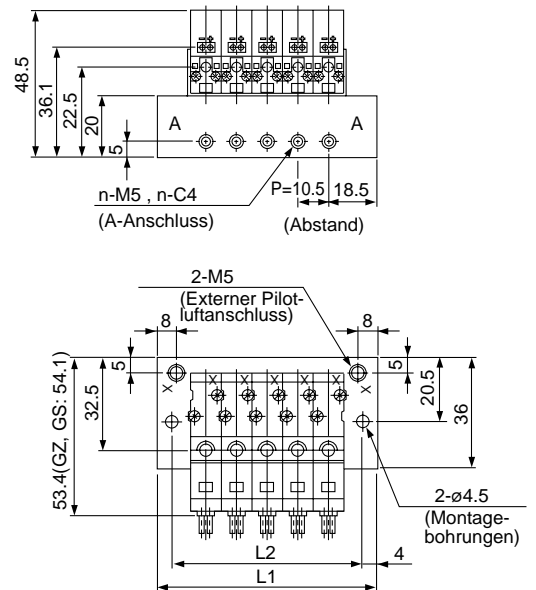 48.5
36.1
22.5
20
5
A
A
n-M5 , n-C4
(A-Anschluss)
P=10.5
18.5
(Abstand)
2-M5
(Externer Pilot-
luftanschluss)
8
8
5
5
53.4(GZ, GS: 54.1)
32.5
20.5
36
X
X
X
X
X
X
X
2-ø4.5
(Montage-
bohrungen)
L2
4
L1